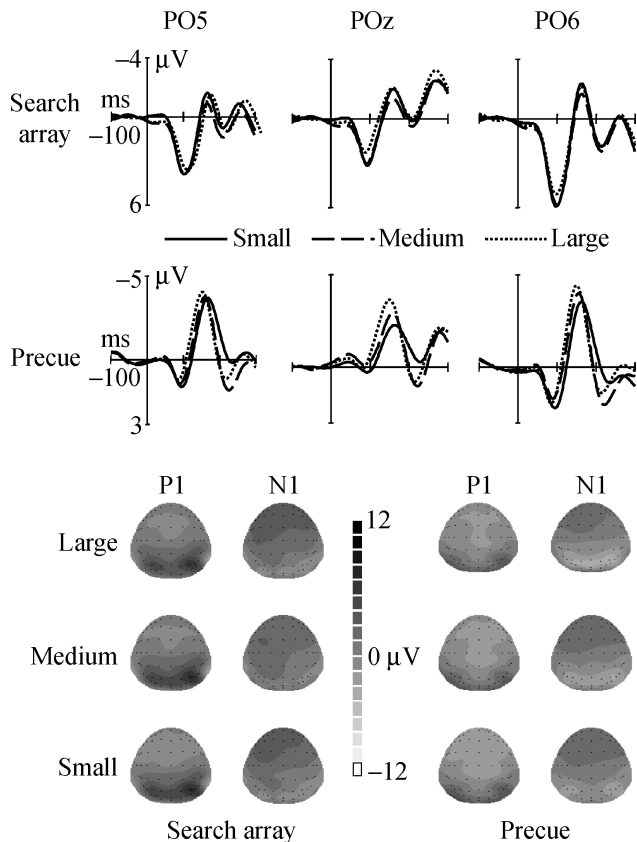 PO5 POz PO6
−4 μV
Search array
ms
−100
6
Small Medium Large
−5 μV
ms
Precue
−100
3
P1 N1 P1 N1
Large
12
Medium
0 μV
Small
−12
Search array Precue